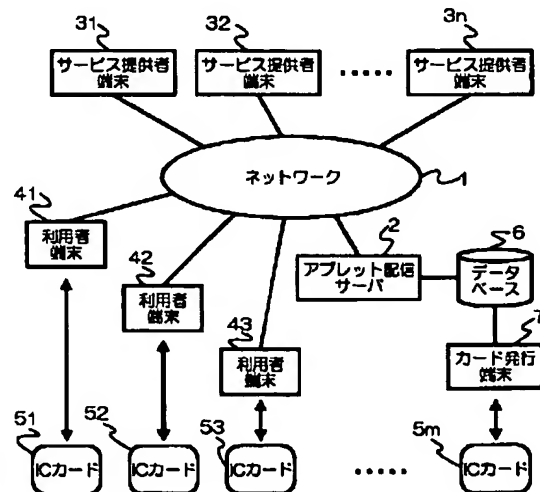 31
32
3n
サービス提供者
端末
サービス提供者
端末
.....
サービス提供者
端末
ネットワーク
1
41
利用者
端末
42
利用者
端末
43
利用者
端末
2
アプレット配信
サーバ
6
データ
ベース
7
カード発行
端末
51
ICカード
52
ICカード
53
ICカード
.....
5m
ICカード